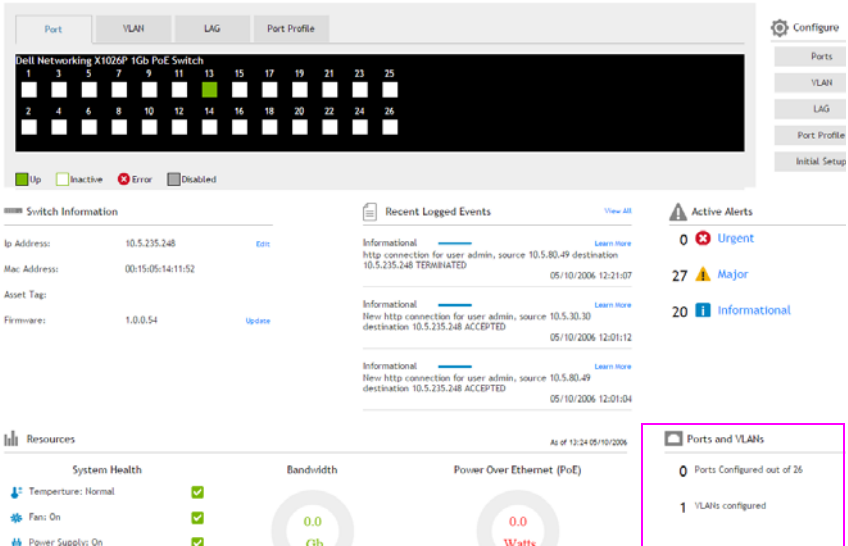 Port
VLAN
LAG
Port Profile
Configure
Ports
VLAN
LAG
Port Profile
Initial Setup
Dell Networking X1026P 1Gb PoE Switch
1 3 5 7 9 11 13 15 17 19 21 23 25
2 4 6 8 10 12 14 16 18 20 22 24 26
Up
Inactive
Error
Disabled
Switch Information
Ip Address: 10.5.235.248 Edit
Mac Address: 00:15:05:14:11:52
Asset Tag:
Firmware: 1.0.0.54 Update
Recent Logged Events
View All
Informational Learn More
http connection for user admin, source 10.5.80.49 destination
10.5.235.248 TERMINATED
05/10/2006 12:21:07
Informational Learn More
New http connection for user admin, source 10.5.30.30
destination 10.5.235.248 ACCEPTED
05/10/2006 12:01:12
Informational Learn More
New http connection for user admin, source 10.5.80.49
destination 10.5.235.248 ACCEPTED
05/10/2006 12:01:04
Active Alerts
0 Urgent
27 Major
20 Informational
Resources
As of 13:24 05/10/2006
System Health
Temperture: Normal
Fan: On
Power Supply: On
Bandwidth
0.0
Gb
Power Over Ethernet (PoE)
0.0
Watts
Ports and VLANs
0 Ports Configured out of 26
1 VLANs configured